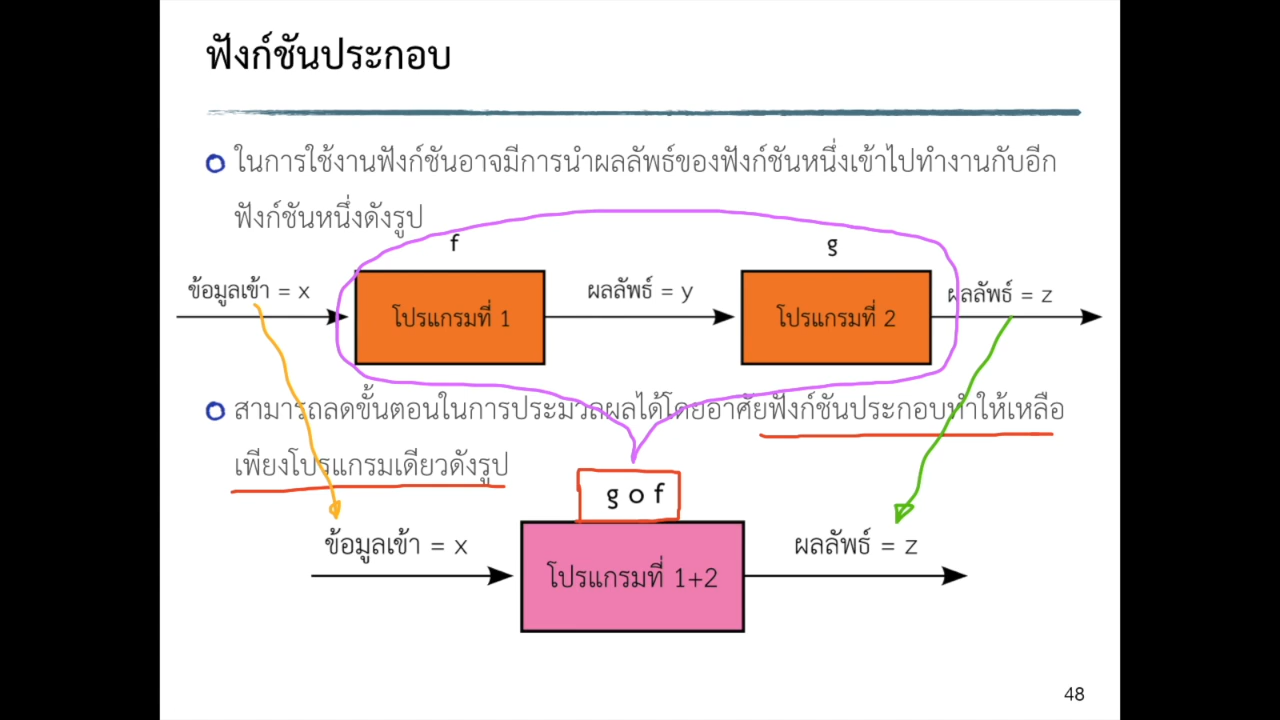 ฟังก์ชันประกอบ
ในการใช้งานฟังก์ชันอาจมีการนำผลลัพธ์ของฟังก์ชันหนึ่งเข้าไปทำงานกับอีก
ฟังก์ชันหนึ่งดังรูป
f
g
ข้อมูลเข้า = x
โปรแกรมที่ 1
ผลลัพธ์ = y
โปรแกรมที่ 2
ผลลัพธ์ = z
สามารถลดขั้นตอนในการประมวลผลได้โดยอาศัยฟังก์ชันประกอบทำให้เหลือ
เพียงโปรแกรมเดียวดังรูป
g o f
ข้อมูลเข้า = x
โปรแกรมที่ 1+2
ผลลัพธ์ = z
48